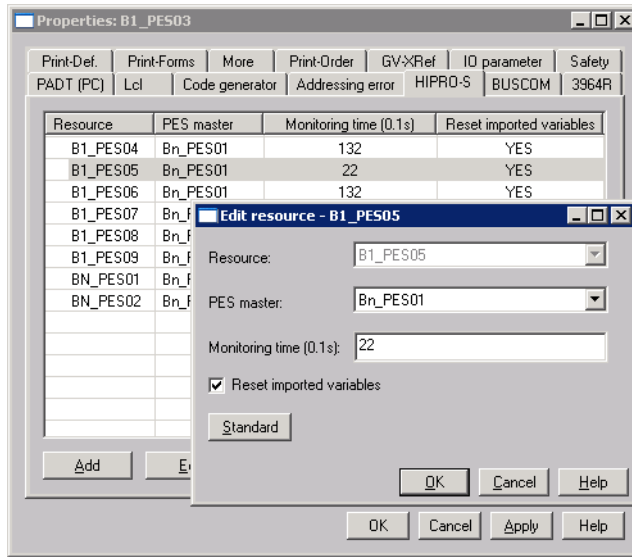 Properties: B1_PES03
Print-Def. Print-Forms More Print-Order GV-XRef IO parameter Safety
PADT (PC) Lcl Code generator Addressing error HIPRO-S BUSCOM 3964R
Resource PES master Monitoring time (0.1s) Reset imported variables
B1_PES04 Bn_PES01 132 YES
B1_PES05 Bn_PES01 22 YES
B1_PES06 Bn_PES01 132 YES
B1_PES07
B1_PES08
B1_PES09
BN_PES01
BN_PES02
Edit resource - B1_PES05
Resource: B1_PES05
PES master: Bn_PES01
Monitoring time (0.1s): 22
Reset imported variables
Standard
Add
OK Cancel Help
OK Cancel Apply Help